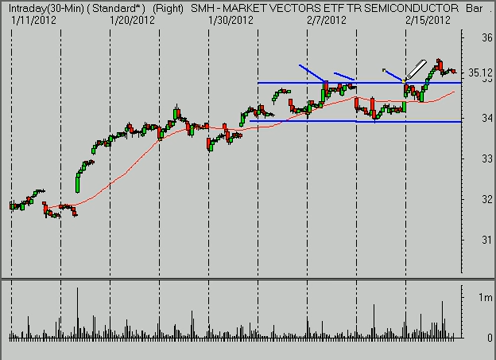 Intraday(30-Min) ( Standard* ) (Right) SMH - MARKET VECTORS ETF TR SEMICONDUCTOR Bar
1/11/2012 1/20/2012 1/30/2012 2/7/2012 2/15/2012
36
35.12
35
34
33
32
31
1m
0